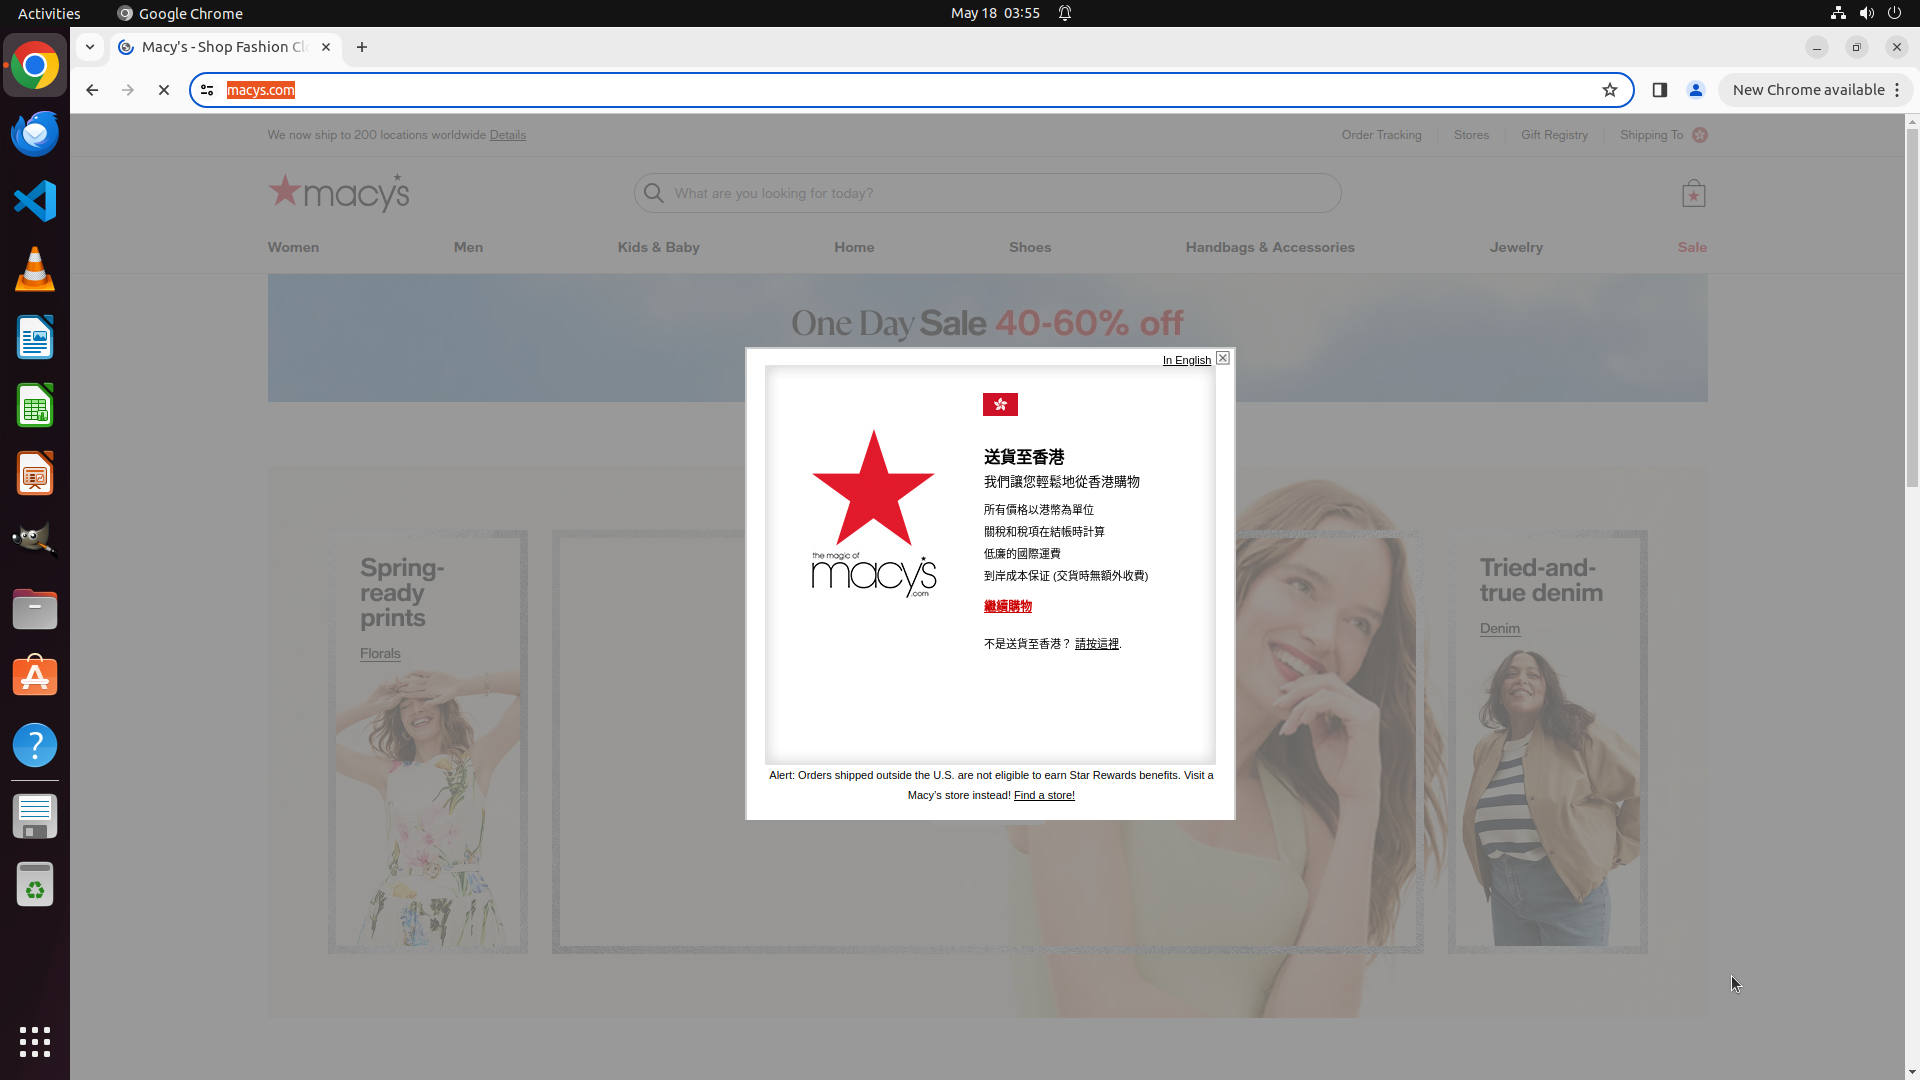 Activities
Google Chrome
May 18 03:55
Macy's - Shop Fashion Cl
macys.com
New Chrome available
We now ship to 200 locations worldwide Details
Order Tracking
Stores
Gift Registry
Shipping To
macy's
What are you looking for today?
Women
Men
Kids & Baby
Home
Shoes
Handbags & Accessories
Jewelry
Sale
One Day Sale 40-60% off
In English
送貨至香港
我們讓您輕鬆地從香港購物
所有價格以港幣為單位
關稅和稅項在結帳時計算
低廉的國際運費
到岸成本保证 (交貨時無額外收費)
繼續購物
不是送貨至香港？ 請按這裡.
the magic of
macy's
.com
Alert: Orders shipped outside the U.S. are not eligible to earn Star Rewards benefits. Visit a
Macy's store instead! Find a store!
Spring-
ready
prints
Florals
Tried-and-
true denim
Denim